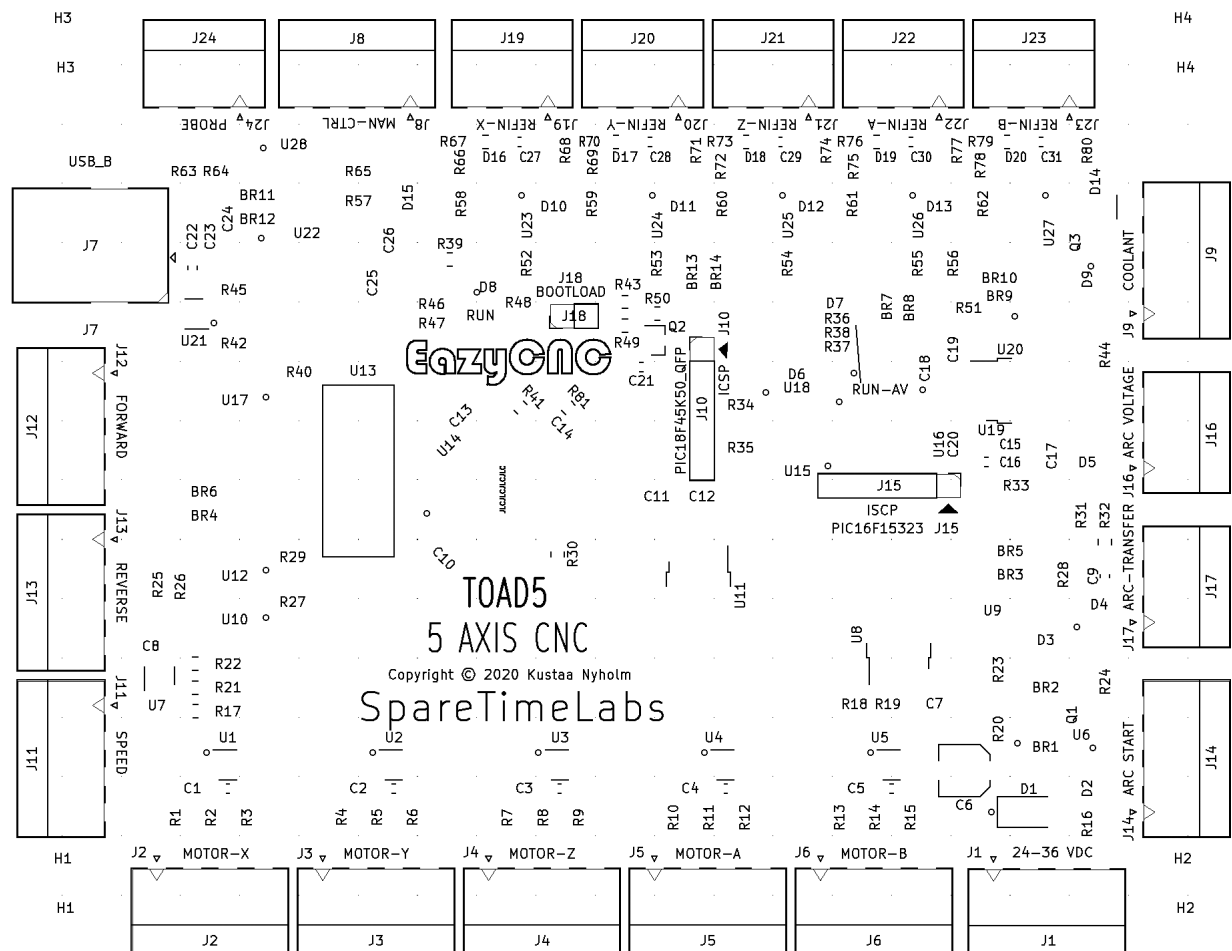 H3
H4
J24
J8
J19
J20
J21
J22
J23
H3
H4
J24 PROBE
J8 MAN-CTRL
J19 REFIN-X
J20 REFIN-Y
J21 REFIN-Z
J22 REFIN-A
J23 REFIN-B
U28
R67
R66
D16
C27
R68
R70
R69
D17
C28
R71
R73
R72
D18
C29
R74
R76
R75
D19
C30
R77
R79
R78
D20
C31
R80
USB_B
R63
R64
R65
D14
BR11
R57
D15
R58
D10
R59
D11
R60
D12
R61
D13
R62
C22
C23
C24
BR12
U22
C26
U23
U24
U25
U26
U27
Q3
J7
R39
R52
R53
BR13
BR14
R54
R55
R56
D9
COOLANT
J9
C25
J18
BOOTLOAD
R43
BR10
BR9
R45
D8
R46
R48
R50
D7
BR7
BR8
R51
J9
J7
U21
R42
RUN
R47
J18
Q2
R49
J10
R36
R38
R37
C19
U20
R44
J12
EazyCNC
C21
ICSP
PIC18F45K50_QFP
J10
R40
U13
D6
U18
RUN-AV
C18
J12
FORWARD
U17
C13
R41
R81
C14
R34
U14
R35
U16
C20
U19
C15
C16
C17
D5
ARC VOLTAGE
J16
J16
U15
J15
R33
BR6
BR4
C11
C12
ISCP
PIC16F15323
J15
R31
R32
J13
REVERSE
J13
C10
R30
BR5
BR3
R28
C9
ARC-TRANSFER
J17
J17
R29
U12
R25
R26
R27
U10
TOAD5
U11
U9
D4
D3
5 AXIS CNC
C8
U8
Copyright © 2020 Kustaa Nyholm
R22
R21
R17
U7
SpareTimeLabs
R18
R19
C7
R23
BR2
R24
J11
SPEED
J11
R20
Q1
U6
BR1
ARC START
J14
J14
U1
U2
U3
U4
U5
C1
C2
C3
C4
C5
C6
D1
D2
R1
R2
R3
R4
R5
R6
R7
R8
R9
R10
R11
R12
R13
R14
R15
R16
H1
J2 MOTOR-X
J3 MOTOR-Y
J4 MOTOR-Z
J5 MOTOR-A
J6 MOTOR-B
J1 24-36 VDC
H2
H1
H2
J2
J3
J4
J5
J6
J1